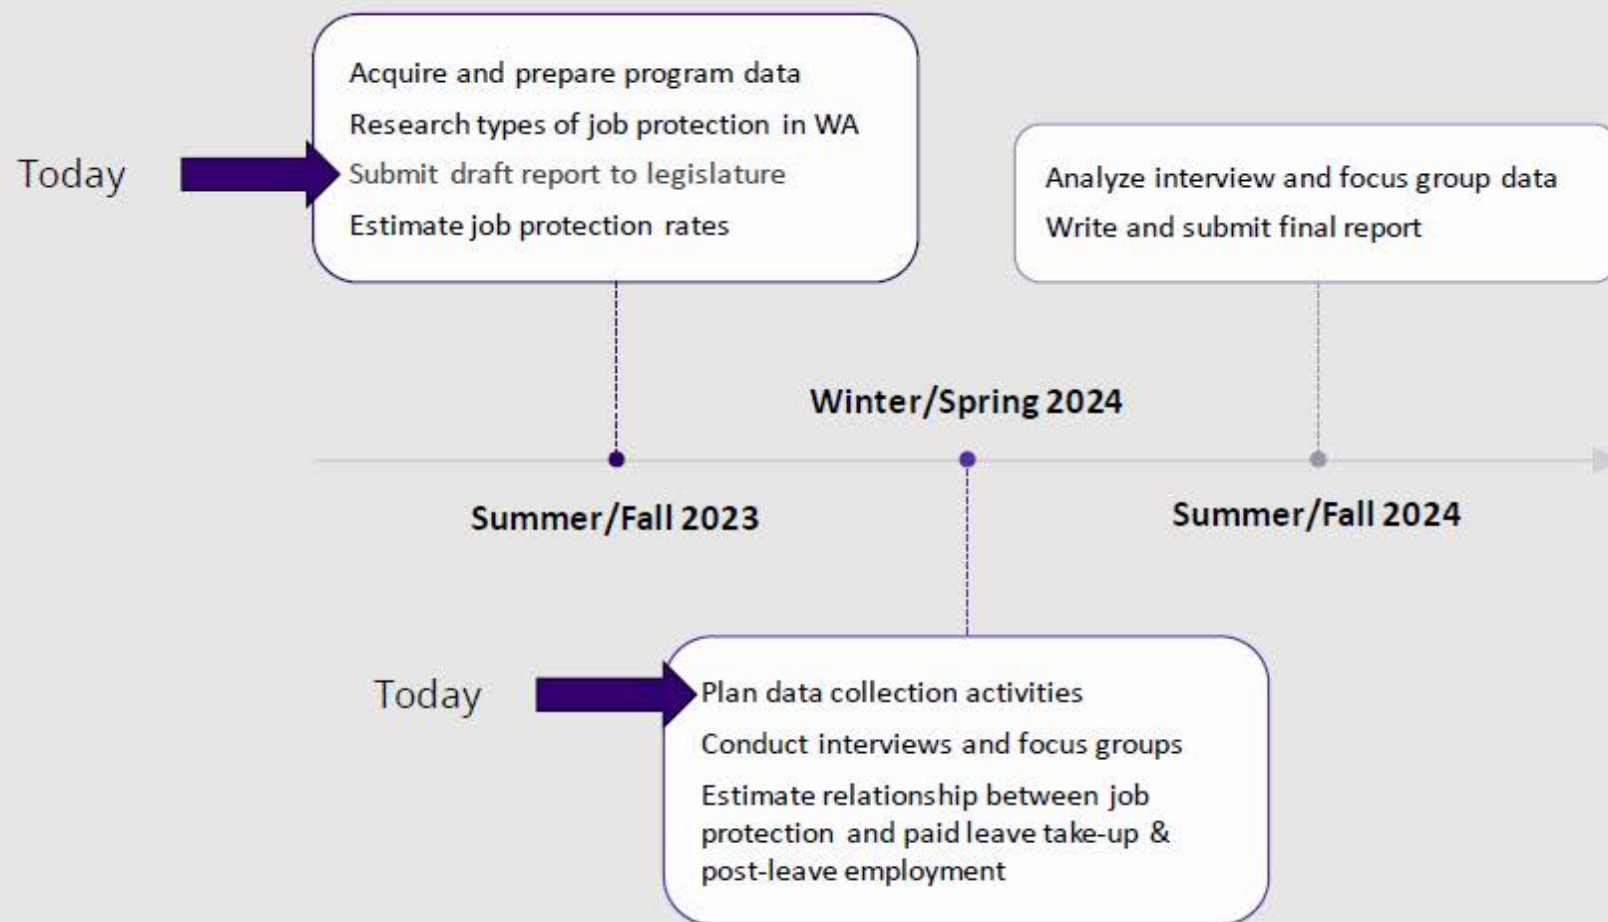 Acquire and prepare program data
Research types of job protection in WA
Today
Submit draft report to legislature
Estimate job protection rates
Analyze interview and focus group data
Write and submit final report
Winter/Spring 2024
Summer/Fall 2023
Summer/Fall 2024
Today
Plan data collection activities
Conduct interviews and focus groups
Estimate relationship between job
protection and paid leave take-up &
post-leave employment